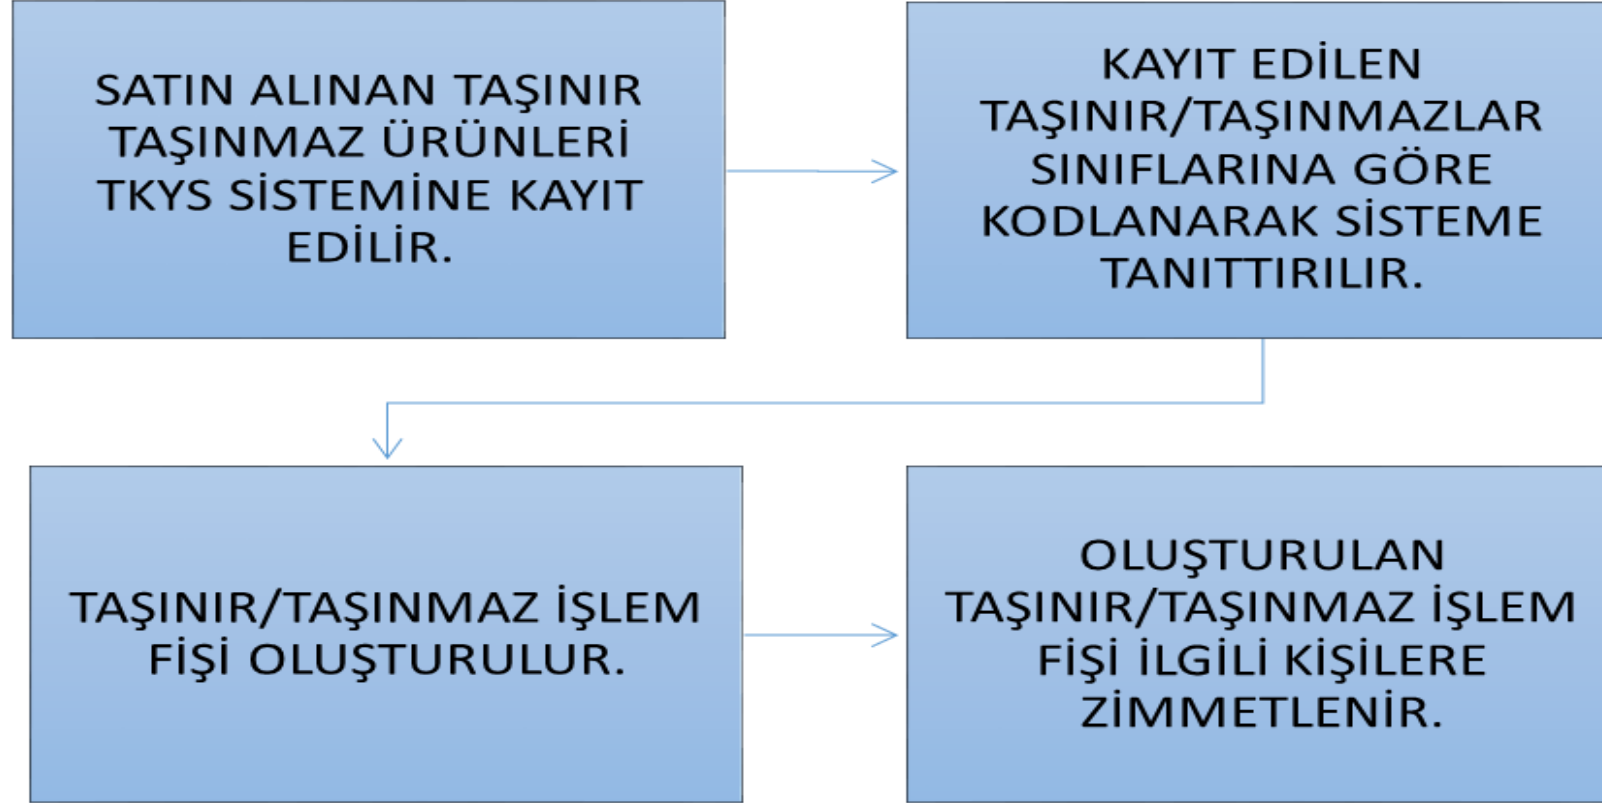 SATIN ALINAN TAŞINIR
TAŞINMAZ ÜRÜNLERİ
TKYS SİSTEMİNE KAYIT
EDİLİR.
KAYIT EDİLEN
TAŞINIR/TAŞINMAZLAR
SINIFLARINA GÖRE
KODLANARAK SİSTEME
TANITTIRILIR.
TAŞINIR/TAŞINMAZ İŞLEM
FİŞİ OLUŞTURULUR.
OLUŞTURULAN
TAŞINIR/TAŞINMAZ İŞLEM
FİŞİ İLGİLİ KİŞİLERE
ZİMMETLENİR.